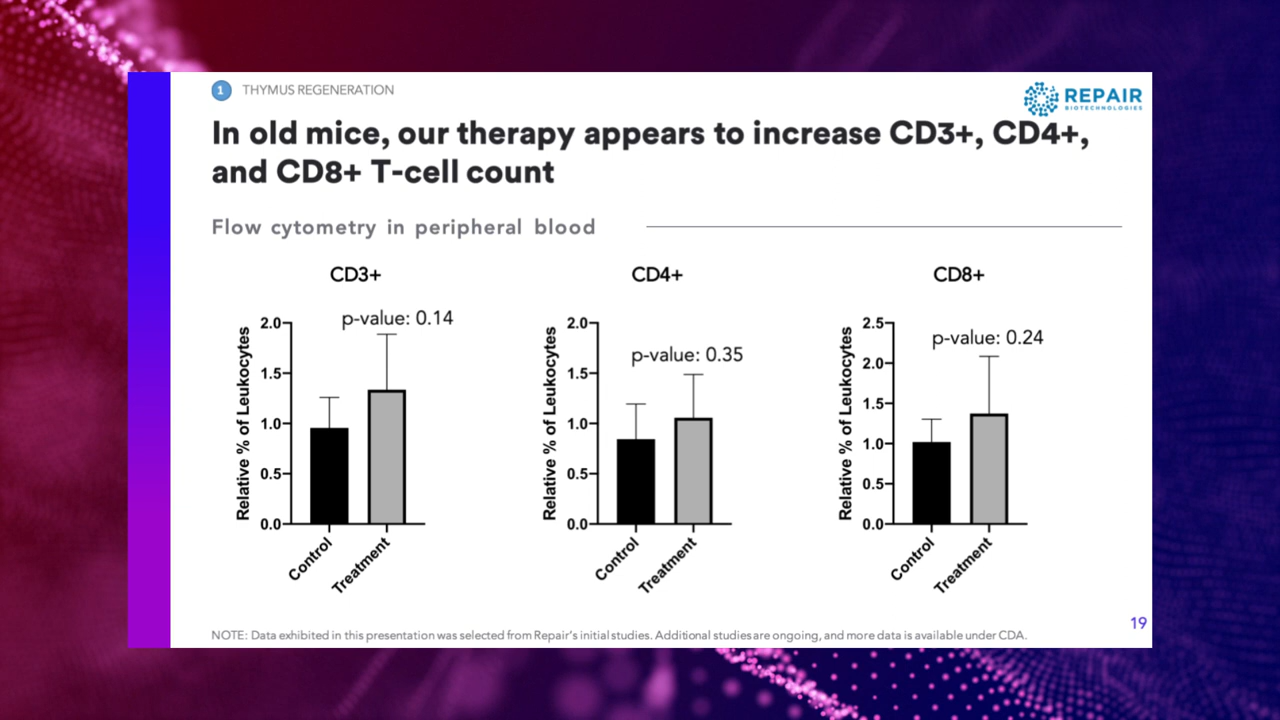 1 THYMUS REGENERATION
REPAIR
BIOTECHNOLOGIES
In old mice, our therapy appears to increase CD3+, CD4+,
and CD8+ T-cell count
Flow cytometry in peripheral blood
CD3+
p-value: 0.14
Relative % of Leukocytes
2.0
1.5
1.0
0.5
0.0
Control
Treatment
CD4+
p-value: 0.35
Relative % of Leukocytes
2.0
1.5
1.0
0.5
0.0
Control
Treatment
CD8+
p-value: 0.24
Relative % of Leukocytes
2.5
2.0
1.5
1.0
0.5
0.0
Control
Treatment
19
NOTE: Data exhibited in this presentation was selected from Repair's initial studies. Additional studies are ongoing, and more data is available under CDA.